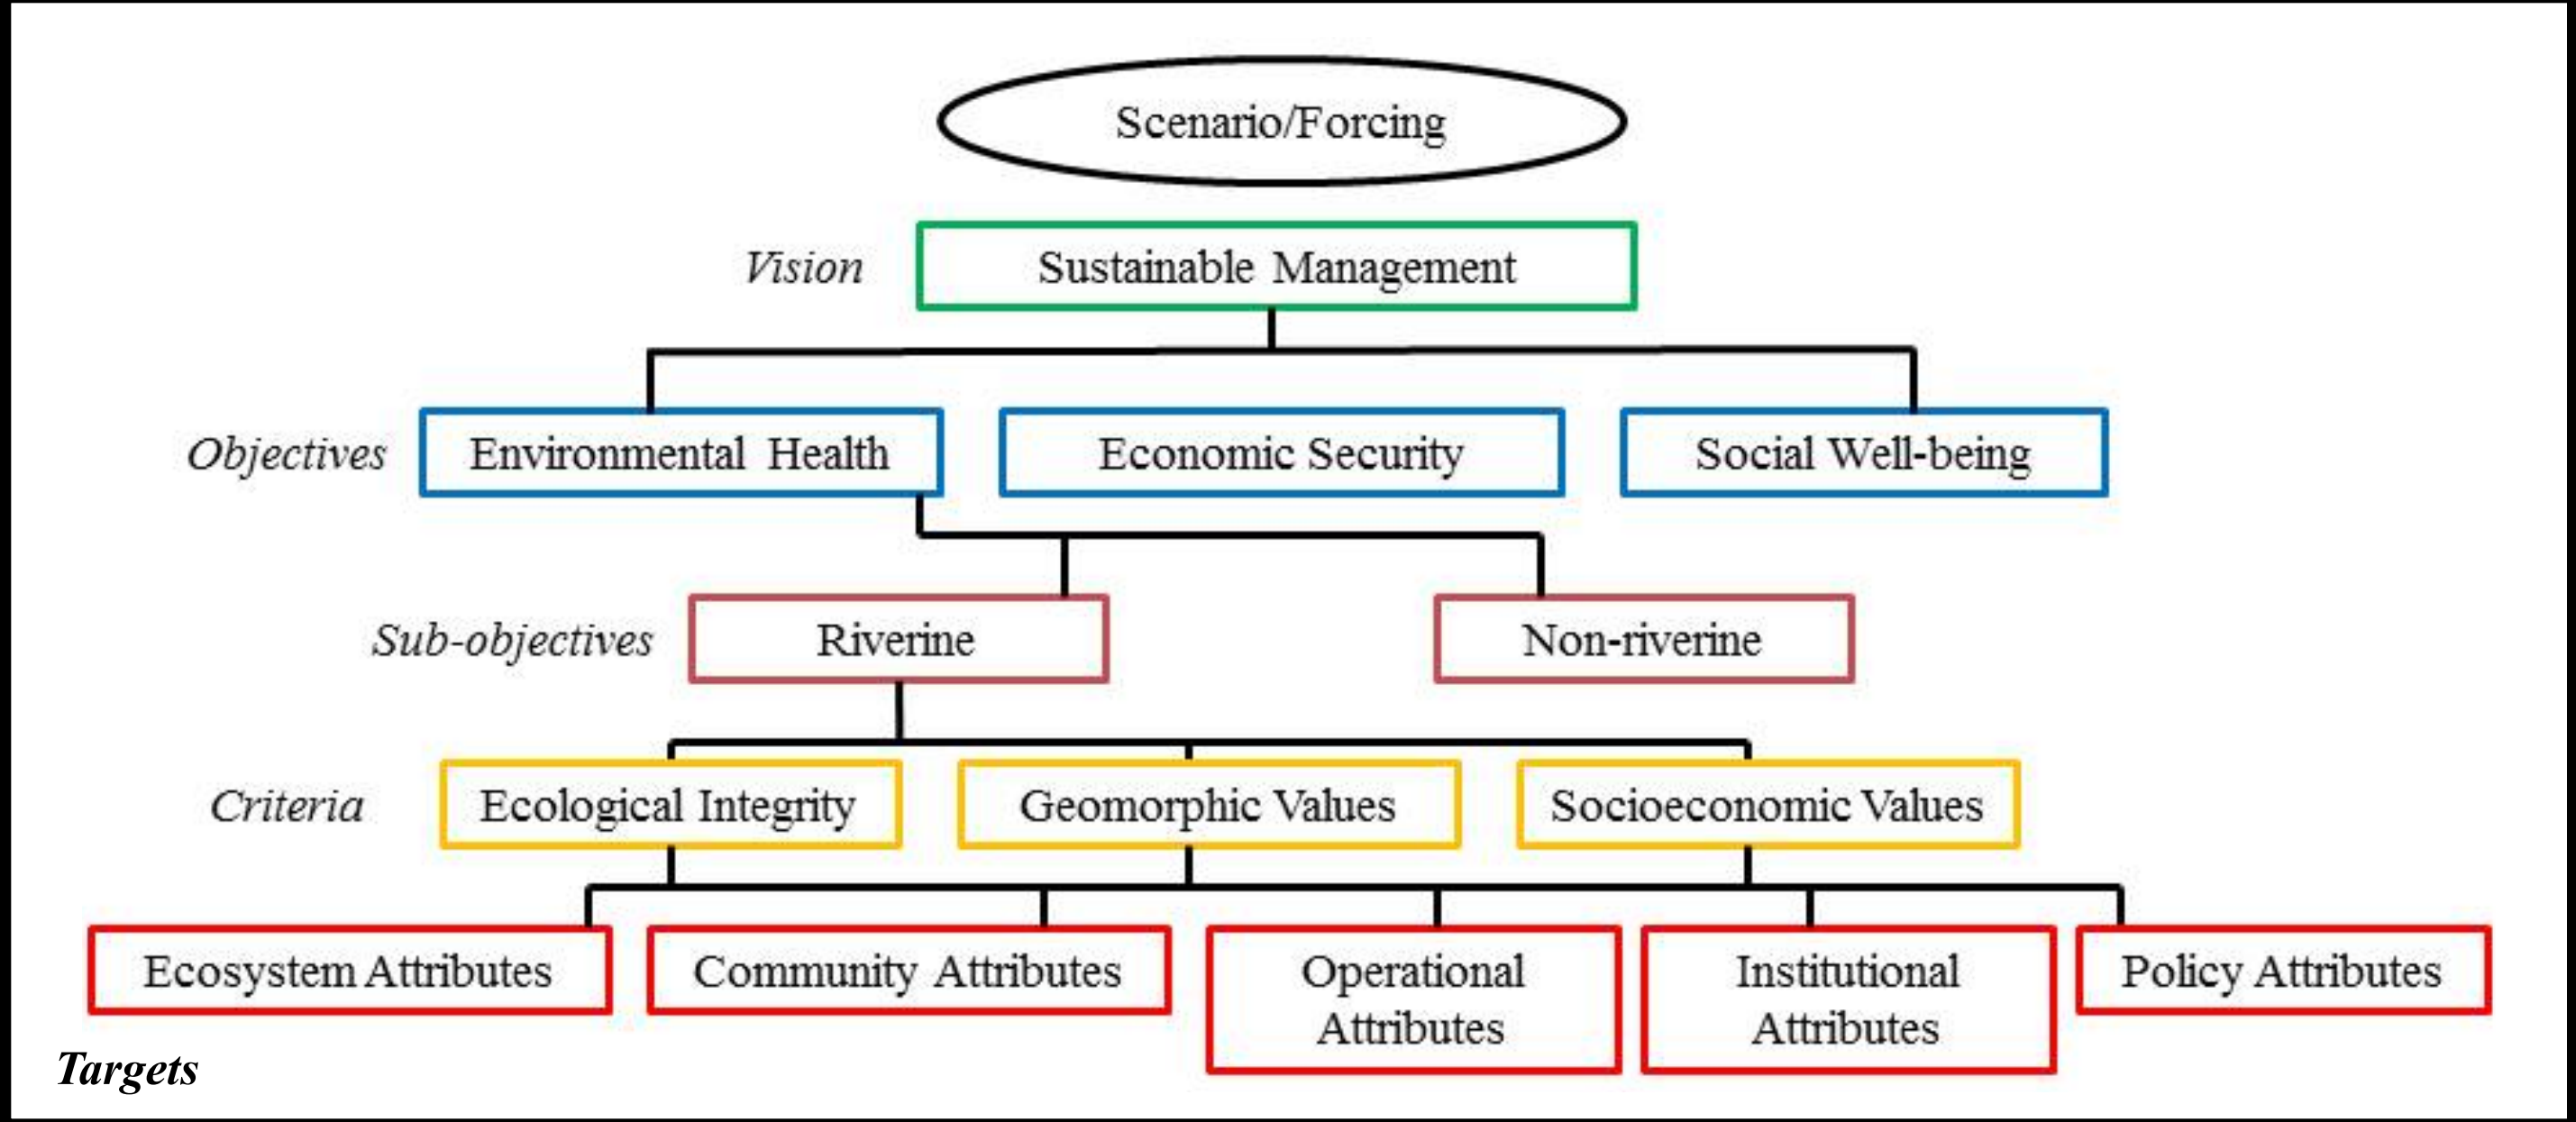 Scenario/Forcing
Vision
Sustainable Management
Objectives
Environmental Health
Economic Security
Social Well-being
Sub-objectives
Riverine
Non-riverine
Criteria
Ecological Integrity
Geomorphic Values
Socioeconomic Values
Ecosystem Attributes
Community Attributes
Operational
Attributes
Institutional
Attributes
Policy Attributes
Targets